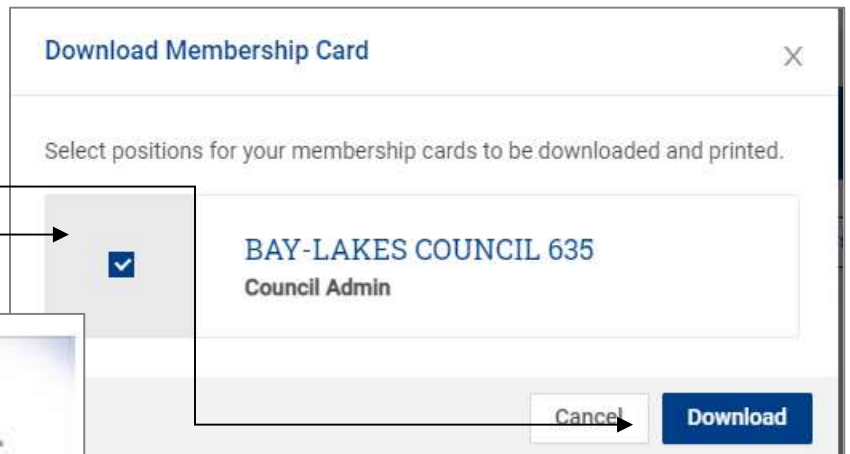 Download Membership Card
X
Select positions for your membership cards to be downloaded and printed.
BAY-LAKES COUNCIL 635
Council Admin
Cancel
Download